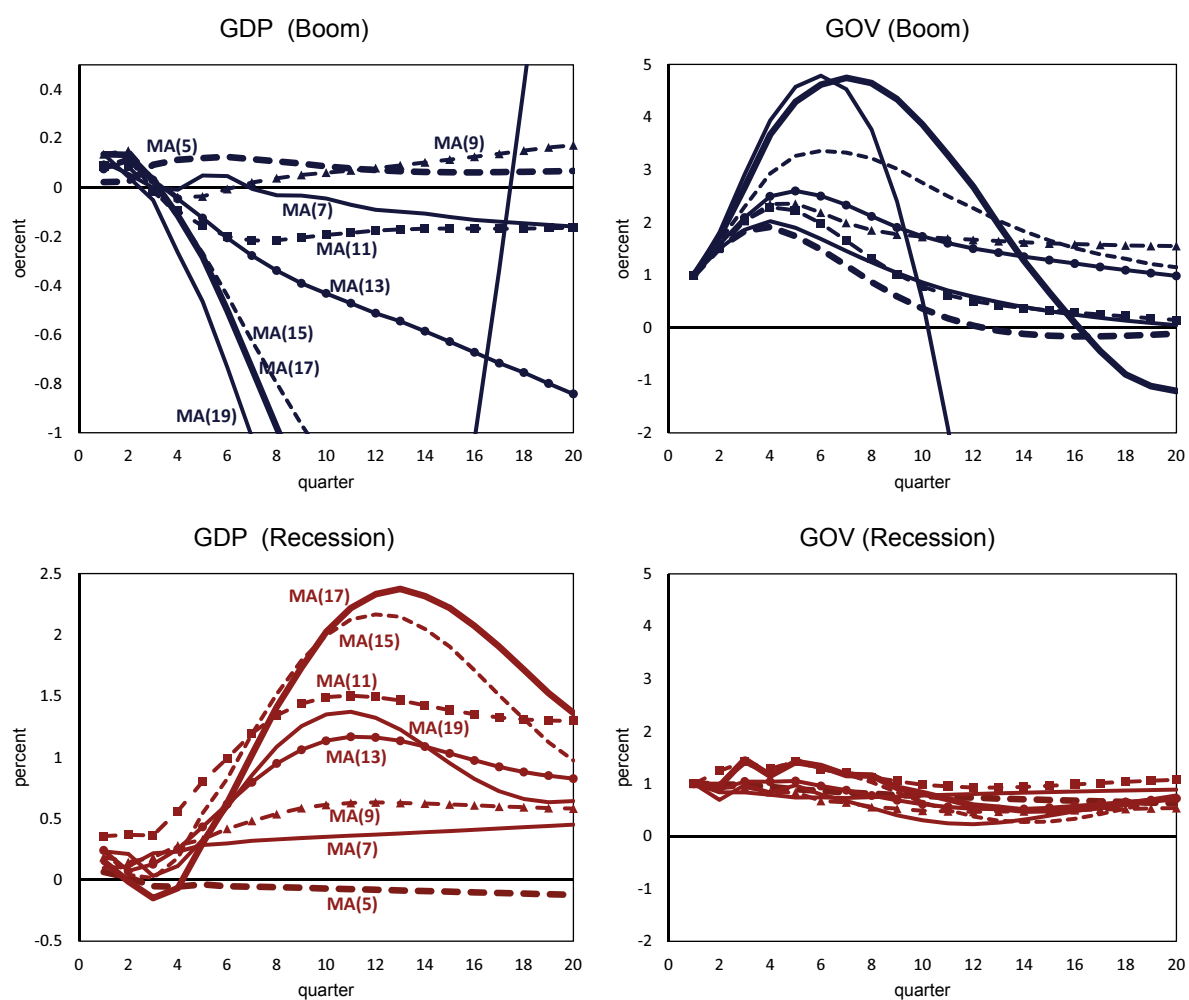 GDP (Boom)
GOV (Boom)
0.4
0.2
0
-0.2
-0.4
-0.6
-0.8
-1
oercent
MA(5)
MA(9)
MA(7)
MA(11)
MA(13)
MA(15)
MA(17)
MA(19)
0 2 4 6 8 10 12 14 16 18 20
quarter
5
4
3
2
1
0
-1
-2
oercent
0 2 4 6 8 10 12 14 16 18 20
quarter
GDP (Recession)
GOV (Recession)
2.5
2
1.5
1
0.5
0
-0.5
percent
MA(17)
MA(15)
MA(11)
MA(19)
MA(13)
MA(9)
MA(7)
MA(5)
0 2 4 6 8 10 12 14 16 18 20
quarter
5
4
3
2
1
0
-1
-2
percent
0 2 4 6 8 10 12 14 16 18 20
quarter